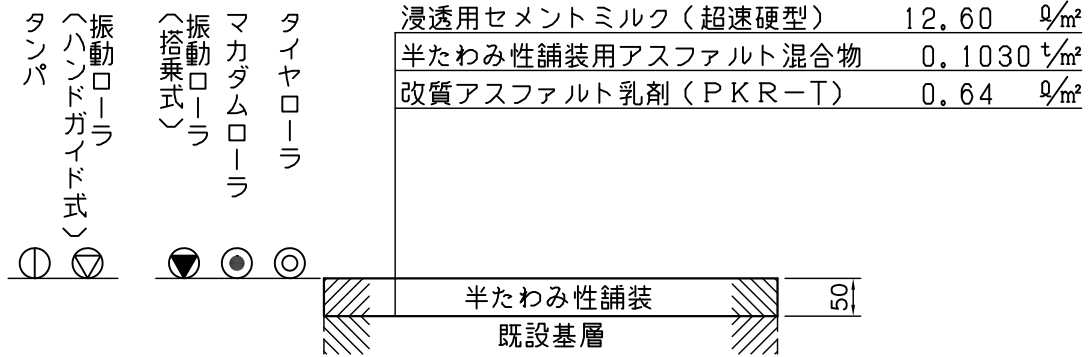 タンパ
振動ローラ
(ハンドガイド式)
振動ローラ
(搭乗式)
マカダムローラ
タイヤローラ
浸透用セメントミルク(超速硬型) 12.60 ℓ/㎡
半たわみ性舗装用アスファルト混合物 0.1030 t/㎡
改質アスファルト乳剤(PKR-T) 0.64 ℓ/㎡
半たわみ性舗装
既設基層
50